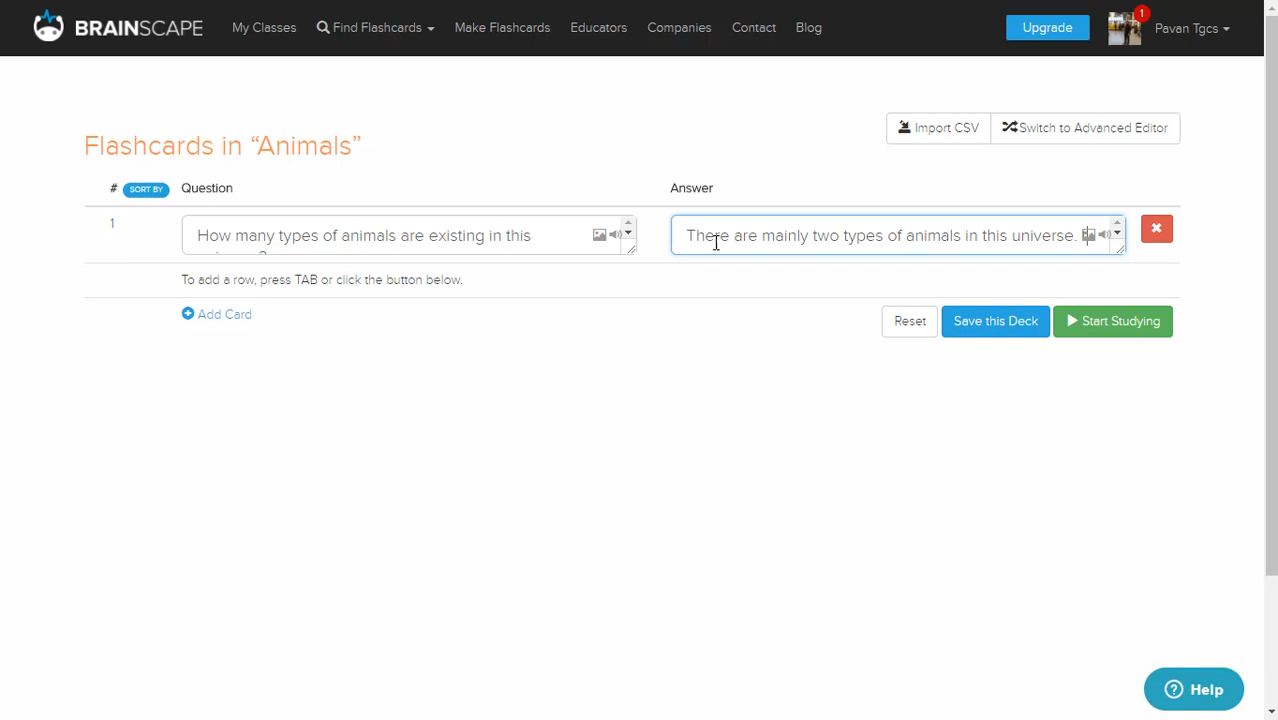 BRAINSCAPE My Classes Find Flashcards Make Flashcards Educators Companies Contact Blog Upgrade 1 Pavan Tgcs
Import CSV Switch to Advanced Editor
Flashcards in “Animals”
# SORT BY Question Answer
1
How many types of animals are existing in this
There are mainly two types of animals in this universe.
To add a row, press TAB or click the button below.
Add Card
Reset Save this Deck Start Studying
? Help